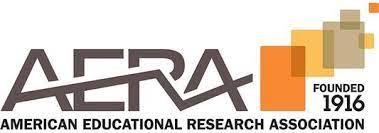 AERA
FOUNDED
1916
AMERICAN EDUCATIONAL RESEARCH ASSOCIATION